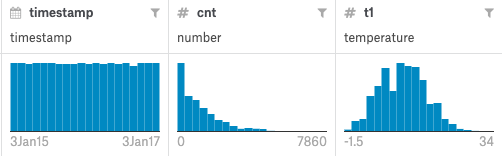 timestamp # cnt # t1
timestamp number temperature
3Jan15 3Jan17 0 7860 -1.5 34